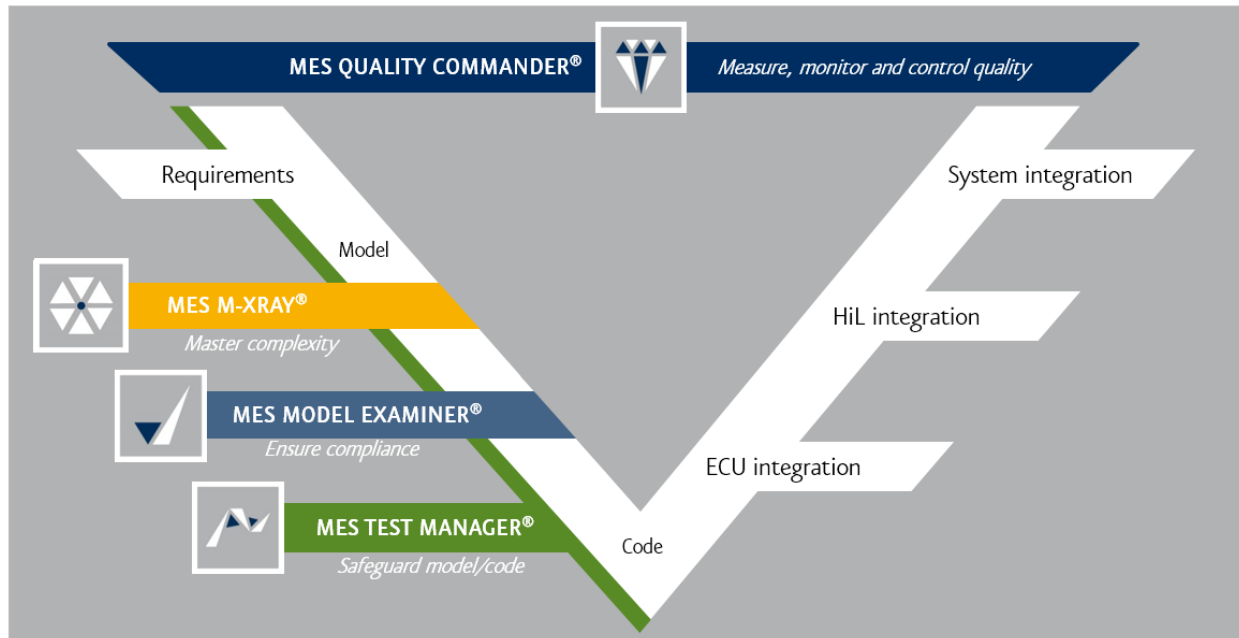 MES QUALITY COMMANDER® Measure, monitor and control quality
Requirements
System integration
Model
MES M-XRAY®
Master complexity
HiL integration
MES MODEL EXAMINER®
Ensure compliance
ECU integration
MES TEST MANAGER®
Safeguard model/code
Code